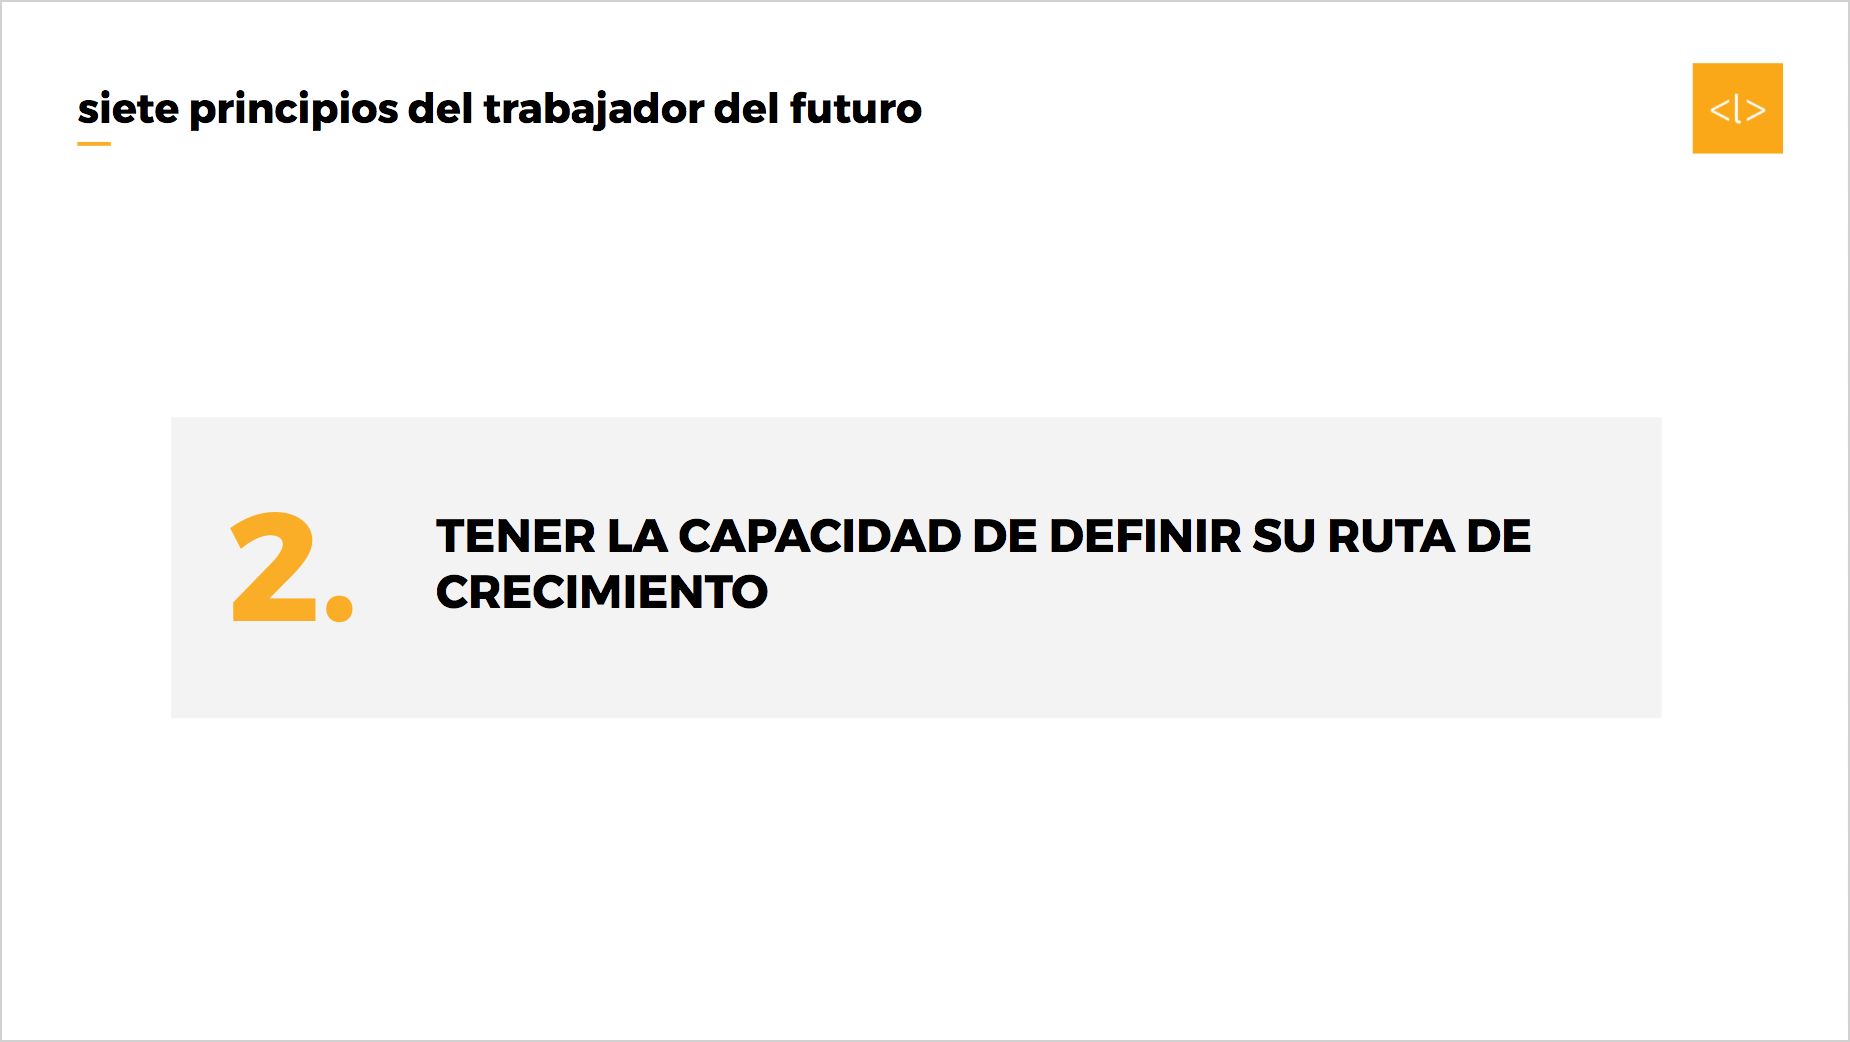 siete principios del trabajador del futuro
<l>
2.
TENER LA CAPACIDAD DE DEFINIR SU RUTA DE
CRECIMIENTO